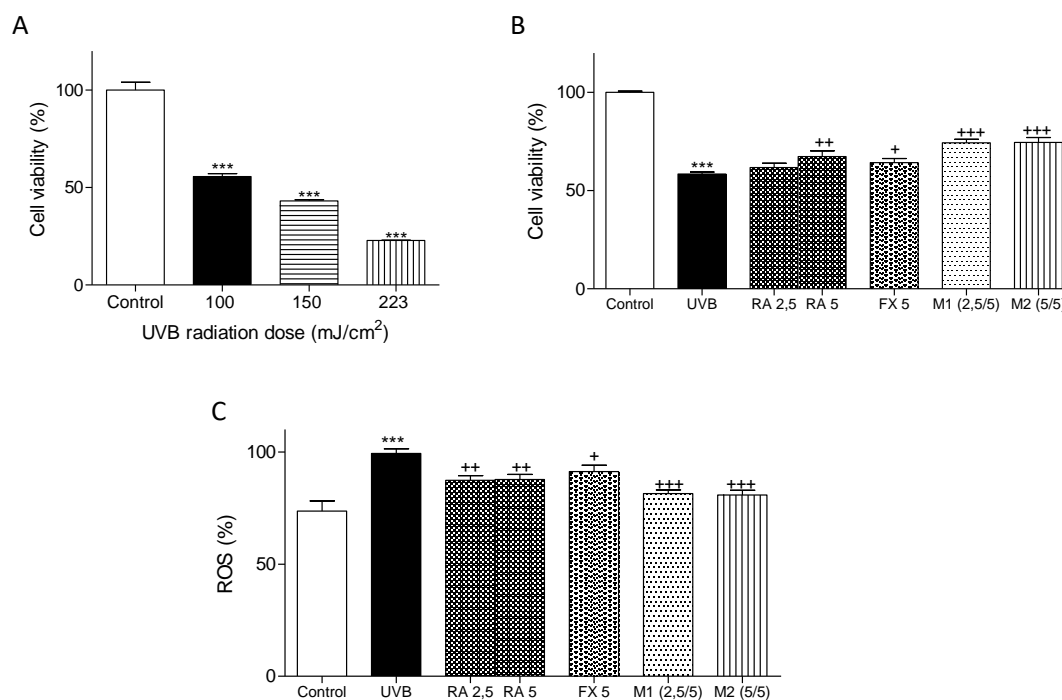 A
Cell viability (%)
100
50
0
***
***
***
Control 100 150 223
UVB radiation dose (mJ/cm²)
B
Cell viability (%)
100
50
0
***
++
+
+++
+++
Control UVB RA 2,5 RA 5 FX 5 M1 (2,5/5) M2 (5/5)
C
ROS (%)
100
50
0
***
++
++
+
+++
+++
Control UVB RA 2,5 RA 5 FX 5 M1 (2,5/5) M2 (5/5)